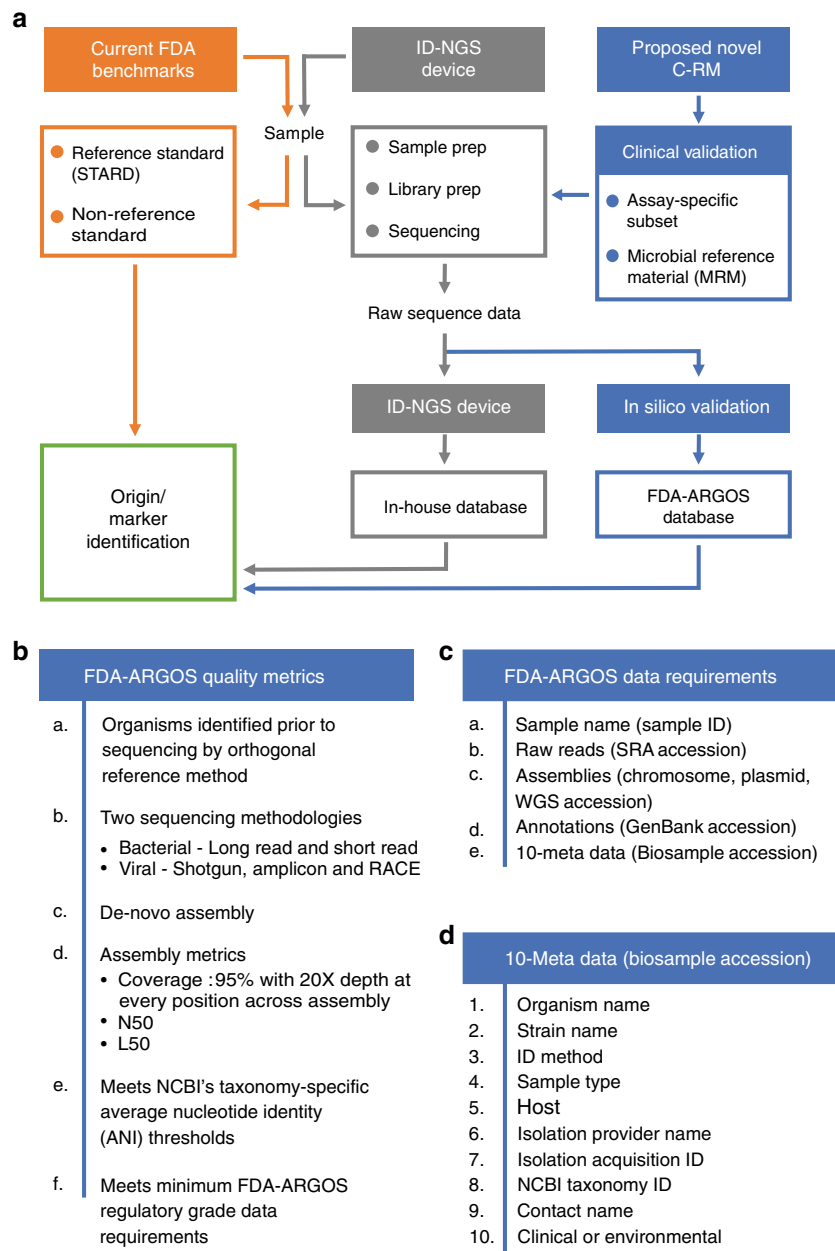 a
Current FDA
benchmarks
ID-NGS
device
Proposed novel
C-RM
Sample
Reference standard
(STARD)
Non-reference
standard
Sample prep
Library prep
Sequencing
Clinical validation
Assay-specific
subset
Microbial reference
material (MRM)
Raw sequence data
ID-NGS device
In silico validation
Origin/
marker
identification
In-house database
FDA-ARGOS
database
b
FDA-ARGOS quality metrics
a. Organisms identified prior to
sequencing by orthogonal
reference method
b. Two sequencing methodologies
• Bacterial - Long read and short read
• Viral - Shotgun, amplicon and RACE
c. De-novo assembly
d. Assembly metrics
• Coverage :95% with 20X depth at
every position across assembly
• N50
• L50
e. Meets NCBI's taxonomy-specific
average nucleotide identity
(ANI) thresholds
f. Meets minimum FDA-ARGOS
regulatory grade data
requirements
c
FDA-ARGOS data requirements
a. Sample name (sample ID)
b. Raw reads (SRA accession)
c. Assemblies (chromosome, plasmid,
WGS accession)
d. Annotations (GenBank accession)
e. 10-meta data (Biosample accession)
d
10-Meta data (biosample accession)
1. Organism name
2. Strain name
3. ID method
4. Sample type
5. Host
6. Isolation provider name
7. Isolation acquisition ID
8. NCBI taxonomy ID
9. Contact name
10. Clinical or environmental